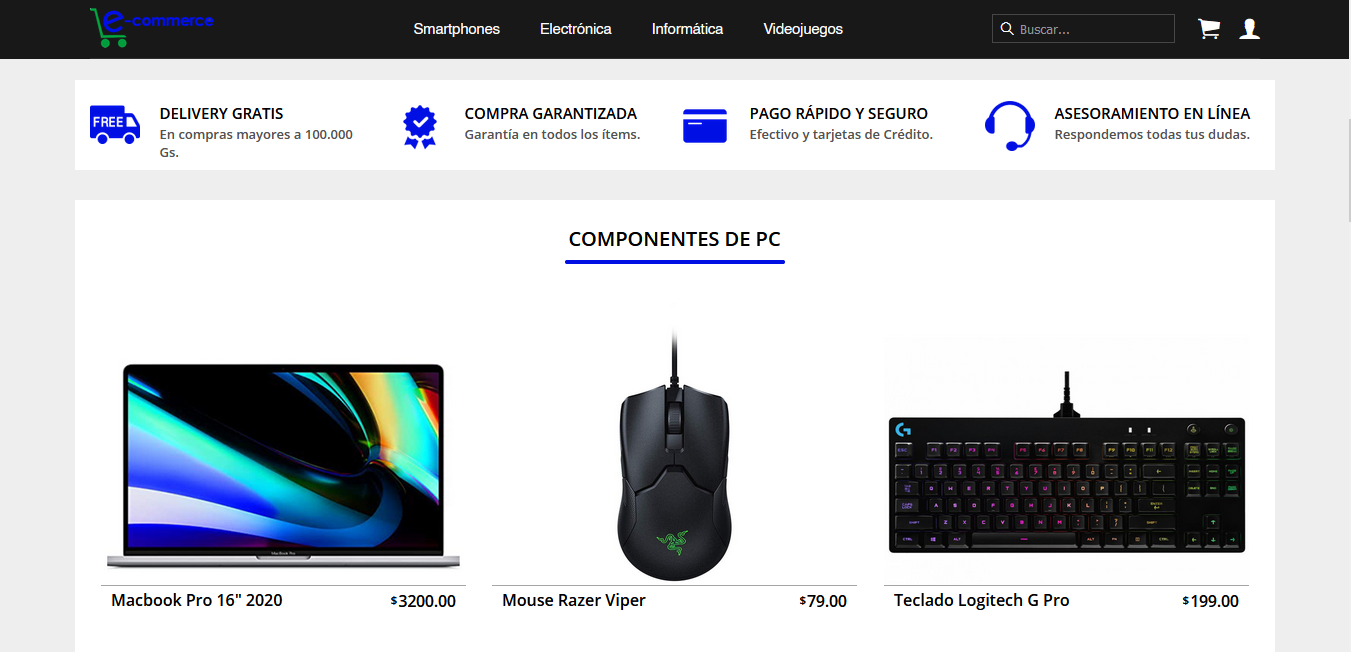 e-commerce
Smartphones Electrónica Informática Videojuegos Buscar...
FREE
DELIVERY GRATIS
En compras mayores a 100.000
Gs.
COMPRA GARANTIZADA
Garantía en todos los ítems.
PAGO RÁPIDO Y SEGURO
Efectivo y tarjetas de Crédito.
ASESORAMIENTO EN LÍNEA
Respondemos todas tus dudas.
COMPONENTES DE PC
MacBook Pro
Macbook Pro 16" 2020 $3200.00
Mouse Razer Viper $79.00
Teclado Logitech G Pro $199.00